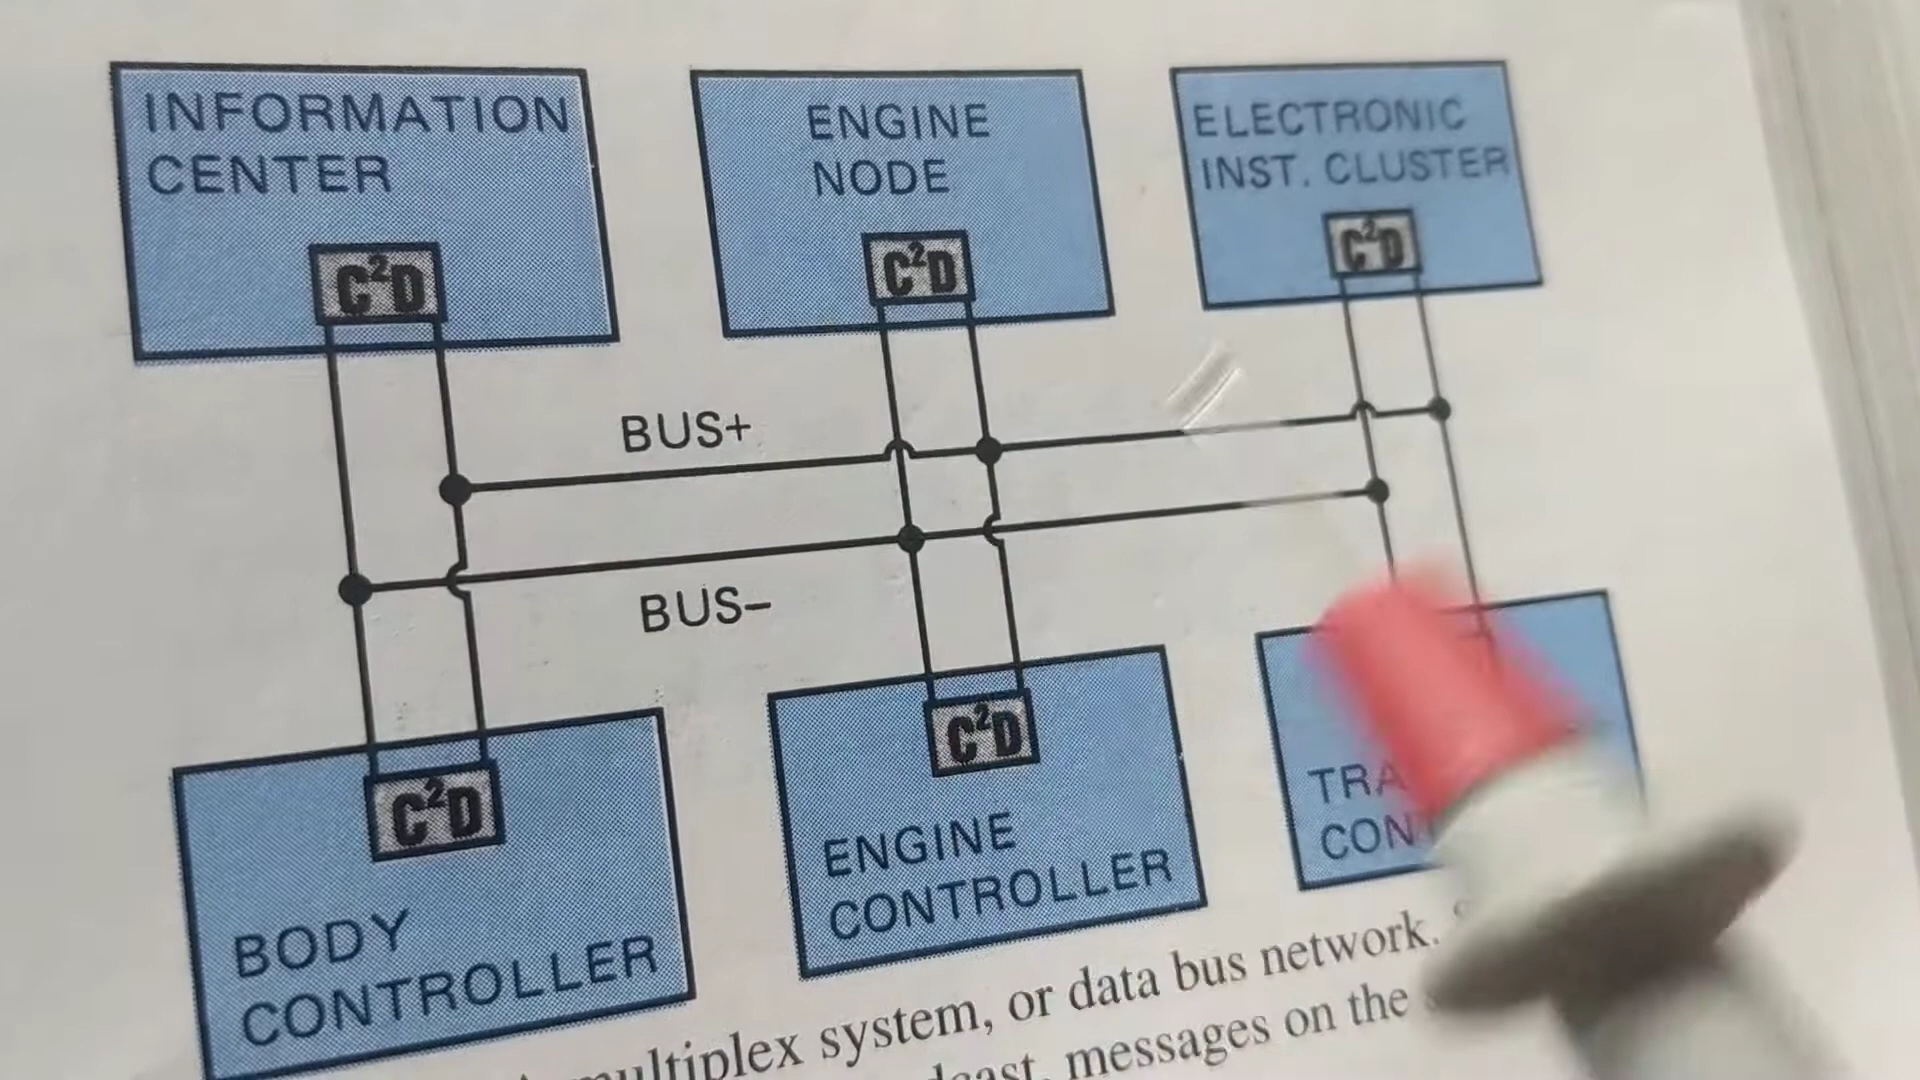 INFORMATION
CENTER
C²D
ENGINE
NODE
C²D
ELECTRONIC
INST. CLUSTER
C²D
BUS+
BUS–
C²D
BODY
CONTROLLER
C²D
ENGINE
CONTROLLER
multiplex system, or data bus network.
messages on the